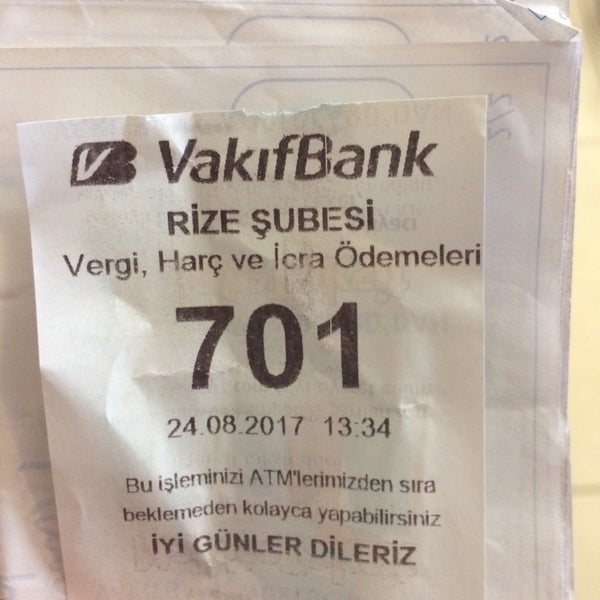 VakıfBank
RİZE ŞUBESİ
Vergi, Harç ve İcra Ödemeleri
701
24.08.2017 13:34
Bu işleminizi ATM'lerimizden sıra
beklemeden kolayca yapabilirsiniz
İYİ GÜNLER DİLERİZ